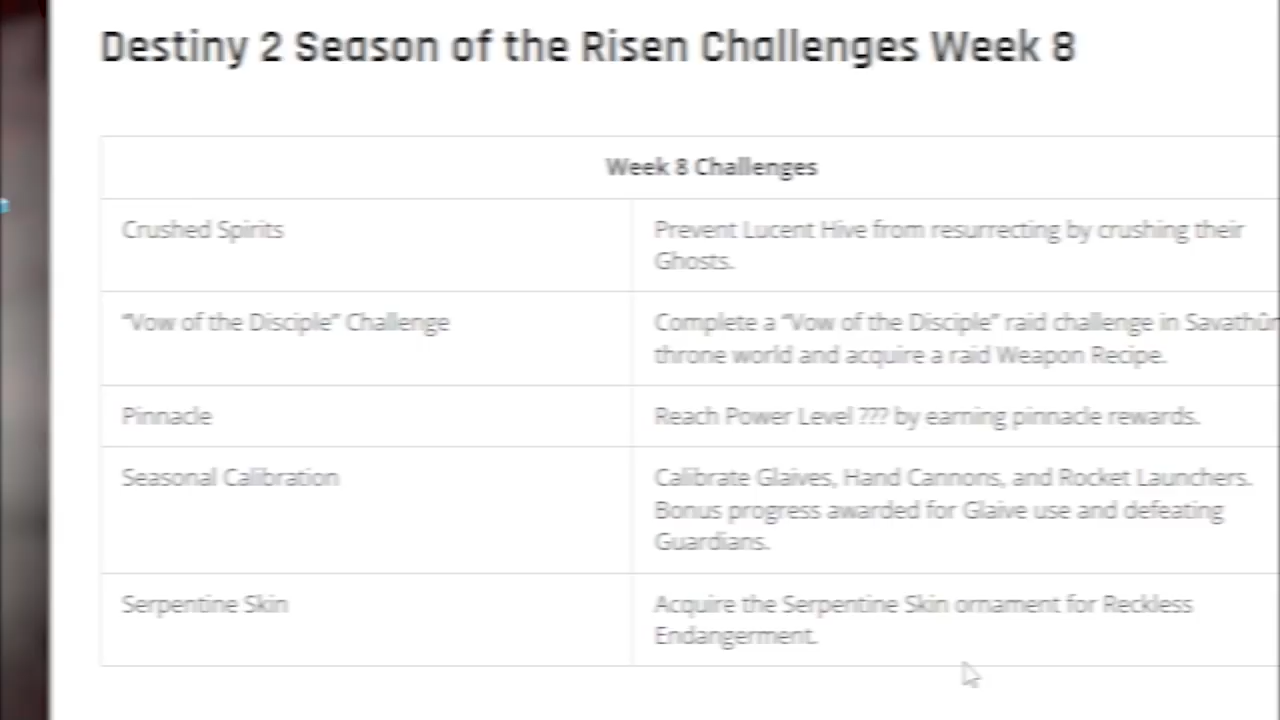 Destiny 2 Season of the Risen Challenges Week 8
Week 8 Challenges
Crushed Spirits
Prevent Lucent Hive from resurrecting by crushing their
Ghosts.
“Vow of the Disciple” Challenge
Complete a “Vow of the Disciple” raid challenge in
throne world and acquire a raid Weapon Recipe.
Pinnacle
Reach Power Level ??? by earning pinnacle rewards.
Seasonal Calibration
Calibrate Glaives, Hand Cannons, and Rocket Launchers.
Bonus progress awarded for Glaive use and defeating
Guardians.
Serpentine Skin
Acquire the Serpentine Skin ornament for Reckless
Endangerment.